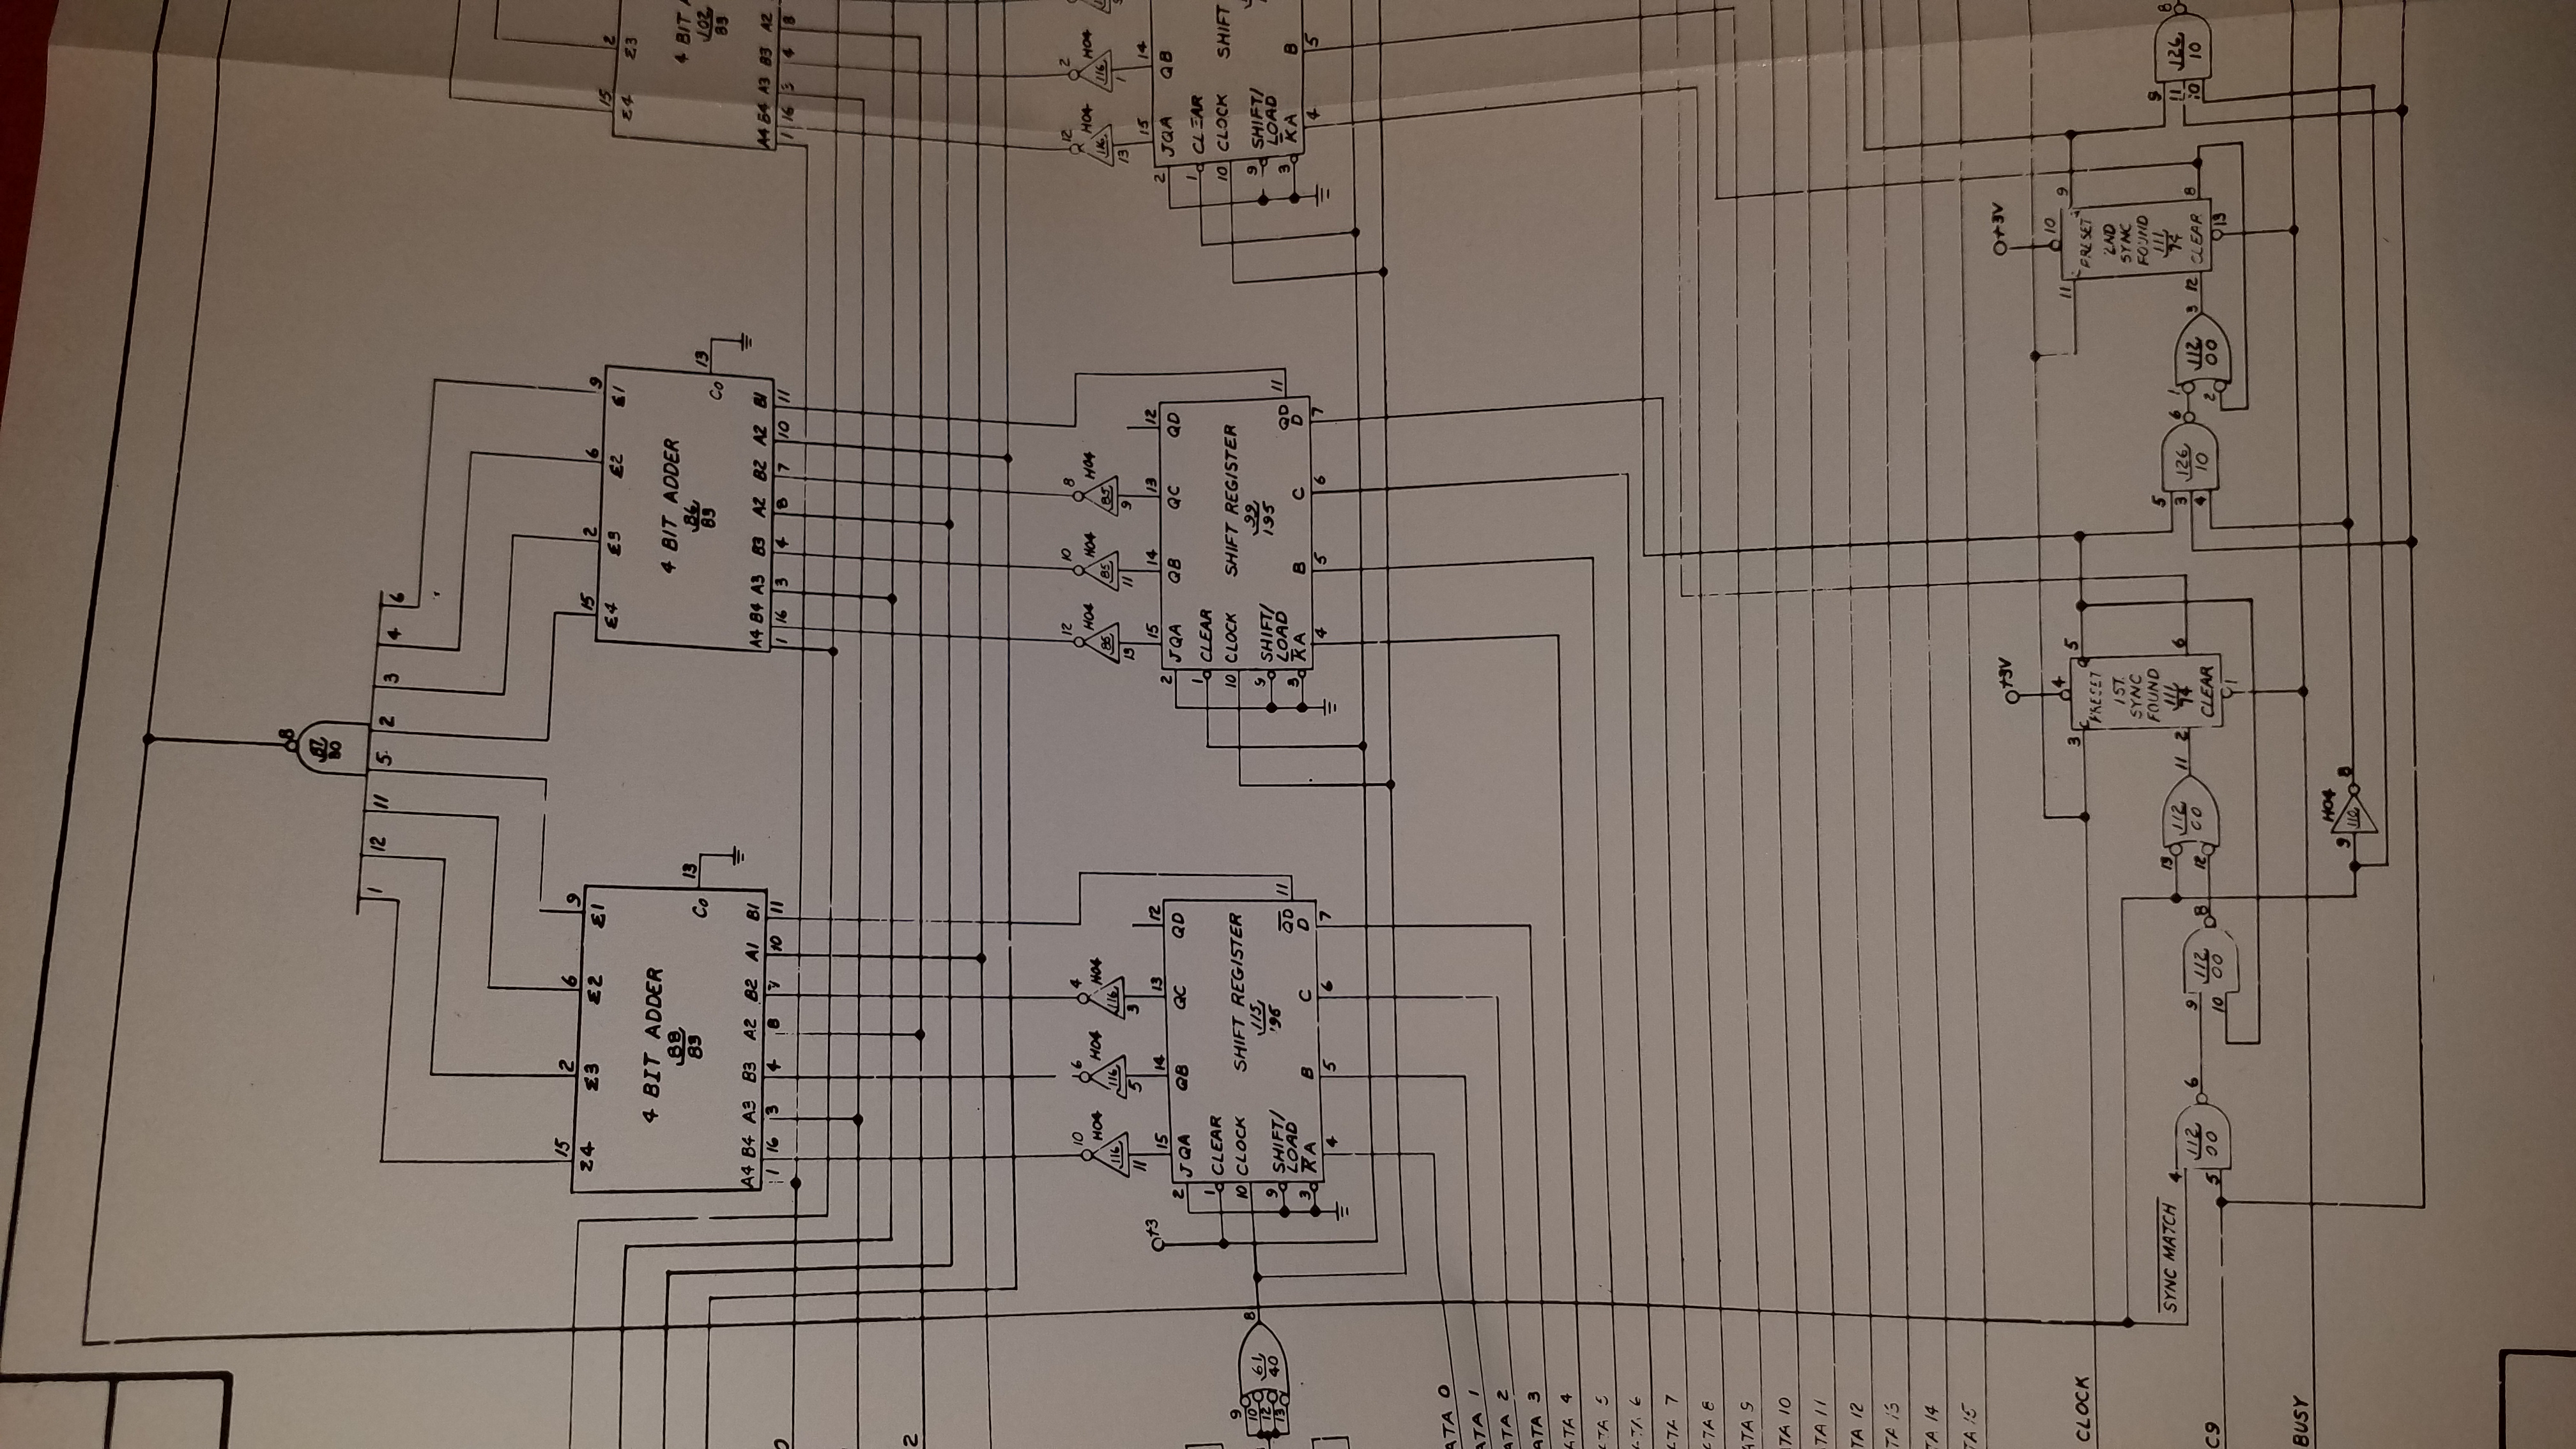 8
87
80
1 12 11 5 2 3 4 6
15 2 6 9
Σ4 Σ3 Σ2 Σ1
4 BIT ADDER
88
83
Co 13
A4 B4 A3 B3 A2 B2 A1 B1
1 16 3 4 8 7 10 11
15 2 6 9
Σ4 Σ3 Σ2 Σ1
4 BIT ADDER
86
83
Co 13
A4 B4 A3 B3 A2 B2 A2 B1
1 16 3 4 8 7 10 11
15 2
Σ4 Σ3
4 BIT
102
83
A4 B4 A3 B3 A2
1 16 3 4 8
2
10 H04 6 H04 4 H04
116 116 116
11 5 3
12 H04 10 H04 8 H04
85 85
13 11 9
12 H04 2 H04
116 116
13 1
+3
15 14 13 12
2 JQA QB QC QD
1 CLEAR
10 CLOCK
SHIFT REGISTER
115
9 SHIFT/
LOAD
QD 11
3 KA B C D
4 5 6 7
15 14 13 12
2 JQA QB QC QD
1 CLEAR
10 CLOCK
SHIFT REGISTER
99
195
9 SHIFT/
LOAD
QD 11
3 KA B C D
4 5 6 7
15 14
2 JQA QB
1 CLEAR
10 CLOCK
SHIFT
9 SHIFT/
LOAD
3 KA B
4 5
9
10
12
13
61
40
8
ATA 0
ATA 1
ATA 2
ATA 3
ATA 4
TA 5
TA 6
TA 7
TA 8
ATA 9
TA 10
TA 11
TA 12
TA 13
TA 14
TA 15
CLOCK
SYNC MATCH
C9
BUSY
4
5
112
00
6
9
10
112
00
8
13
12
112
00
11
+3V
4
3 PRESET 5
1ST.
SYNC
FOUND
111
74
2 6
CLEAR
1
5
3
4
126
10
6
1
2
112
00
3
+3V
10
11 PRESET 9
2ND
SYNC
FOUND
111
74
12 CLEAR 8
13
9
11
10
126
10
8
H04
9 110 8